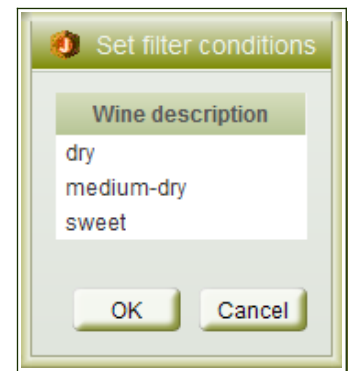 J Set filter conditions
Wine description
dry
medium-dry
sweet
OK Cancel